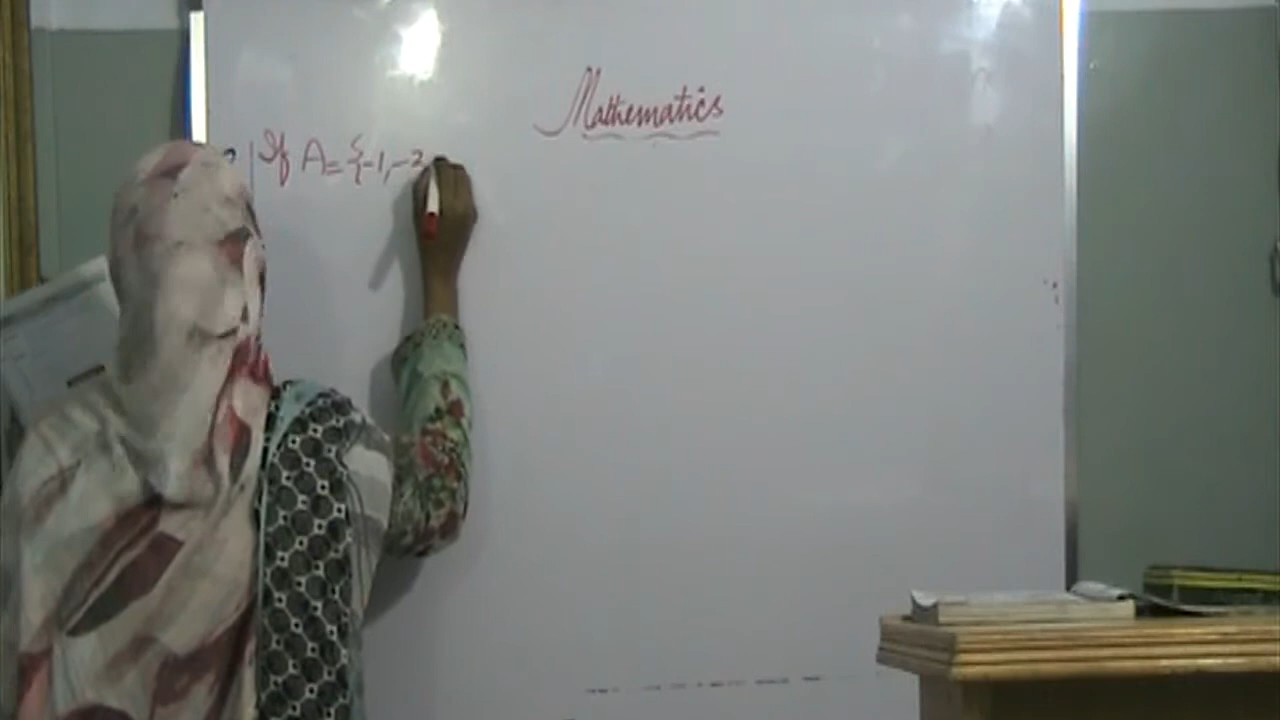 Mathematics
If A = {-1, -2